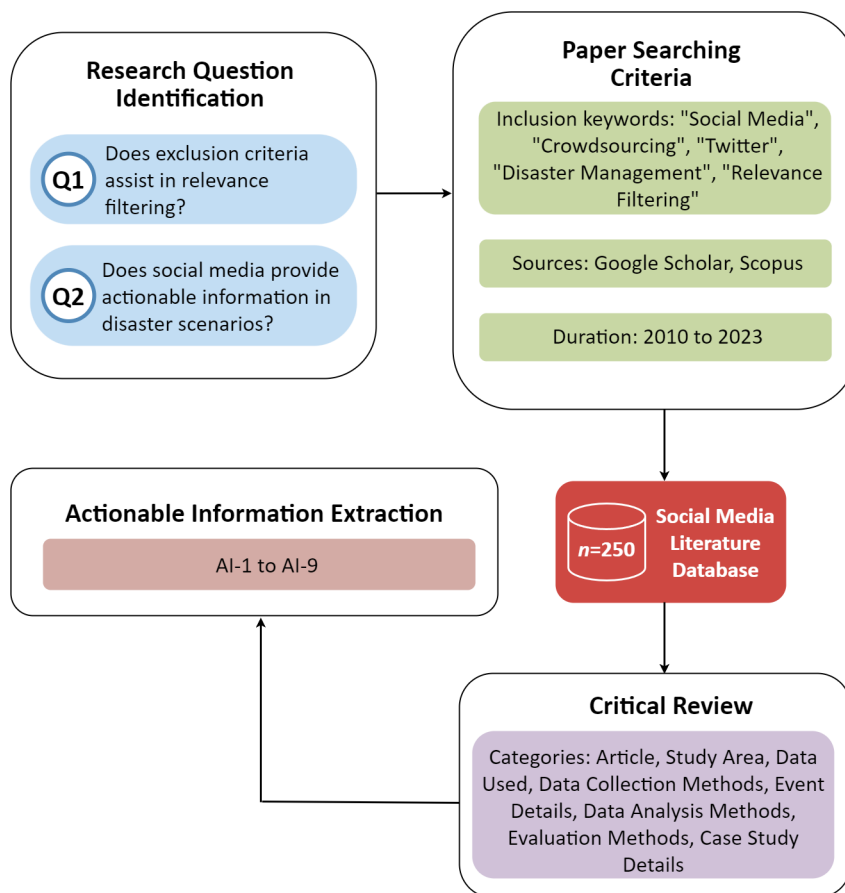 Research Question
Identification
Q1
Does exclusion criteria
assist in relevance
filtering?
Q2
Does social media provide
actionable information in
disaster scenarios?
Paper Searching
Criteria
Inclusion keywords: "Social Media",
"Crowdsourcing", "Twitter",
"Disaster Management", "Relevance
Filtering"
Sources: Google Scholar, Scopus
Duration: 2010 to 2023
n=250
Social Media
Literature
Database
Critical Review
Categories: Article, Study Area, Data
Used, Data Collection Methods, Event
Details, Data Analysis Methods,
Evaluation Methods, Case Study
Details
Actionable Information Extraction
AI-1 to AI-9